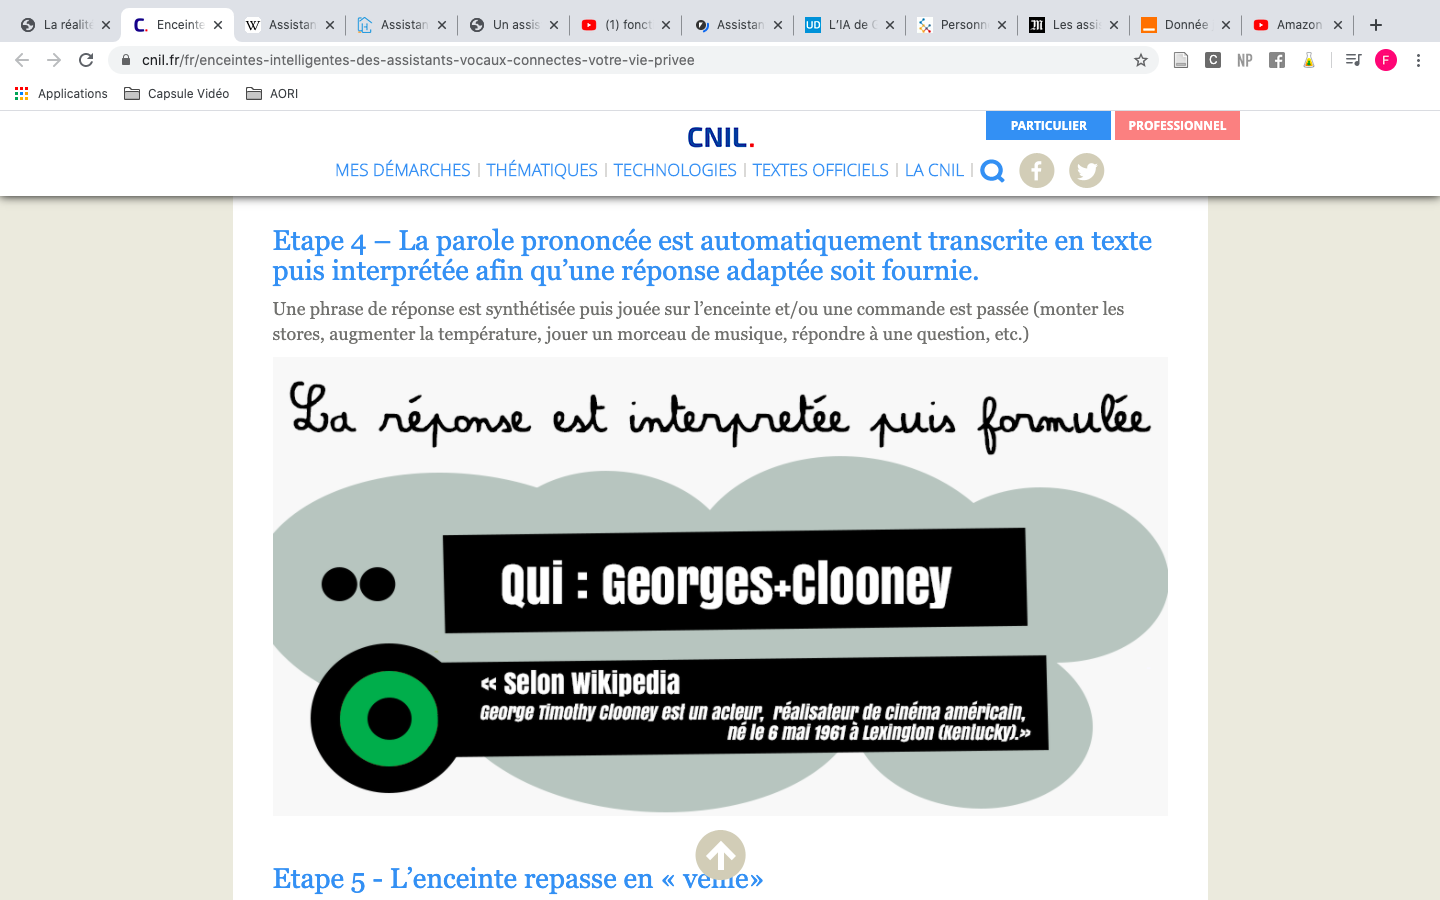 La réalité
Enceinte
Assistan
Assistan
Un assis
(1) fonct
Assistan
L'IA de G
Personn
Les assi
Donnée
Amazon
cnil.fr/fr/enceintes-intelligentes-des-assistants-vocaux-connectes-votre-vie-privee
Applications
Capsule Vidéo
AORI
PARTICULIER
PROFESSIONNEL
CNIL.
MES DÉMARCHES | THÉMATIQUES | TECHNOLOGIES | TEXTES OFFICIELS | LA CNIL |
Etape 4 – La parole prononcée est automatiquement transcrite en texte
puis interprétée afin qu'une réponse adaptée soit fournie.
Une phrase de réponse est synthétisée puis jouée sur l'enceinte et/ou une commande est passée (monter les
stores, augmenter la température, jouer un morceau de musique, répondre à une question, etc.)
La réponse est interpretée puis formulée
Qui : Georges+Clooney
« Selon Wikipedia
George Timothy Clooney est un acteur, réalisateur de cinéma américain,
né le 6 mai 1961 à Lexington (Kentucky).»
Etape 5 - L'enceinte repasse en « veille»